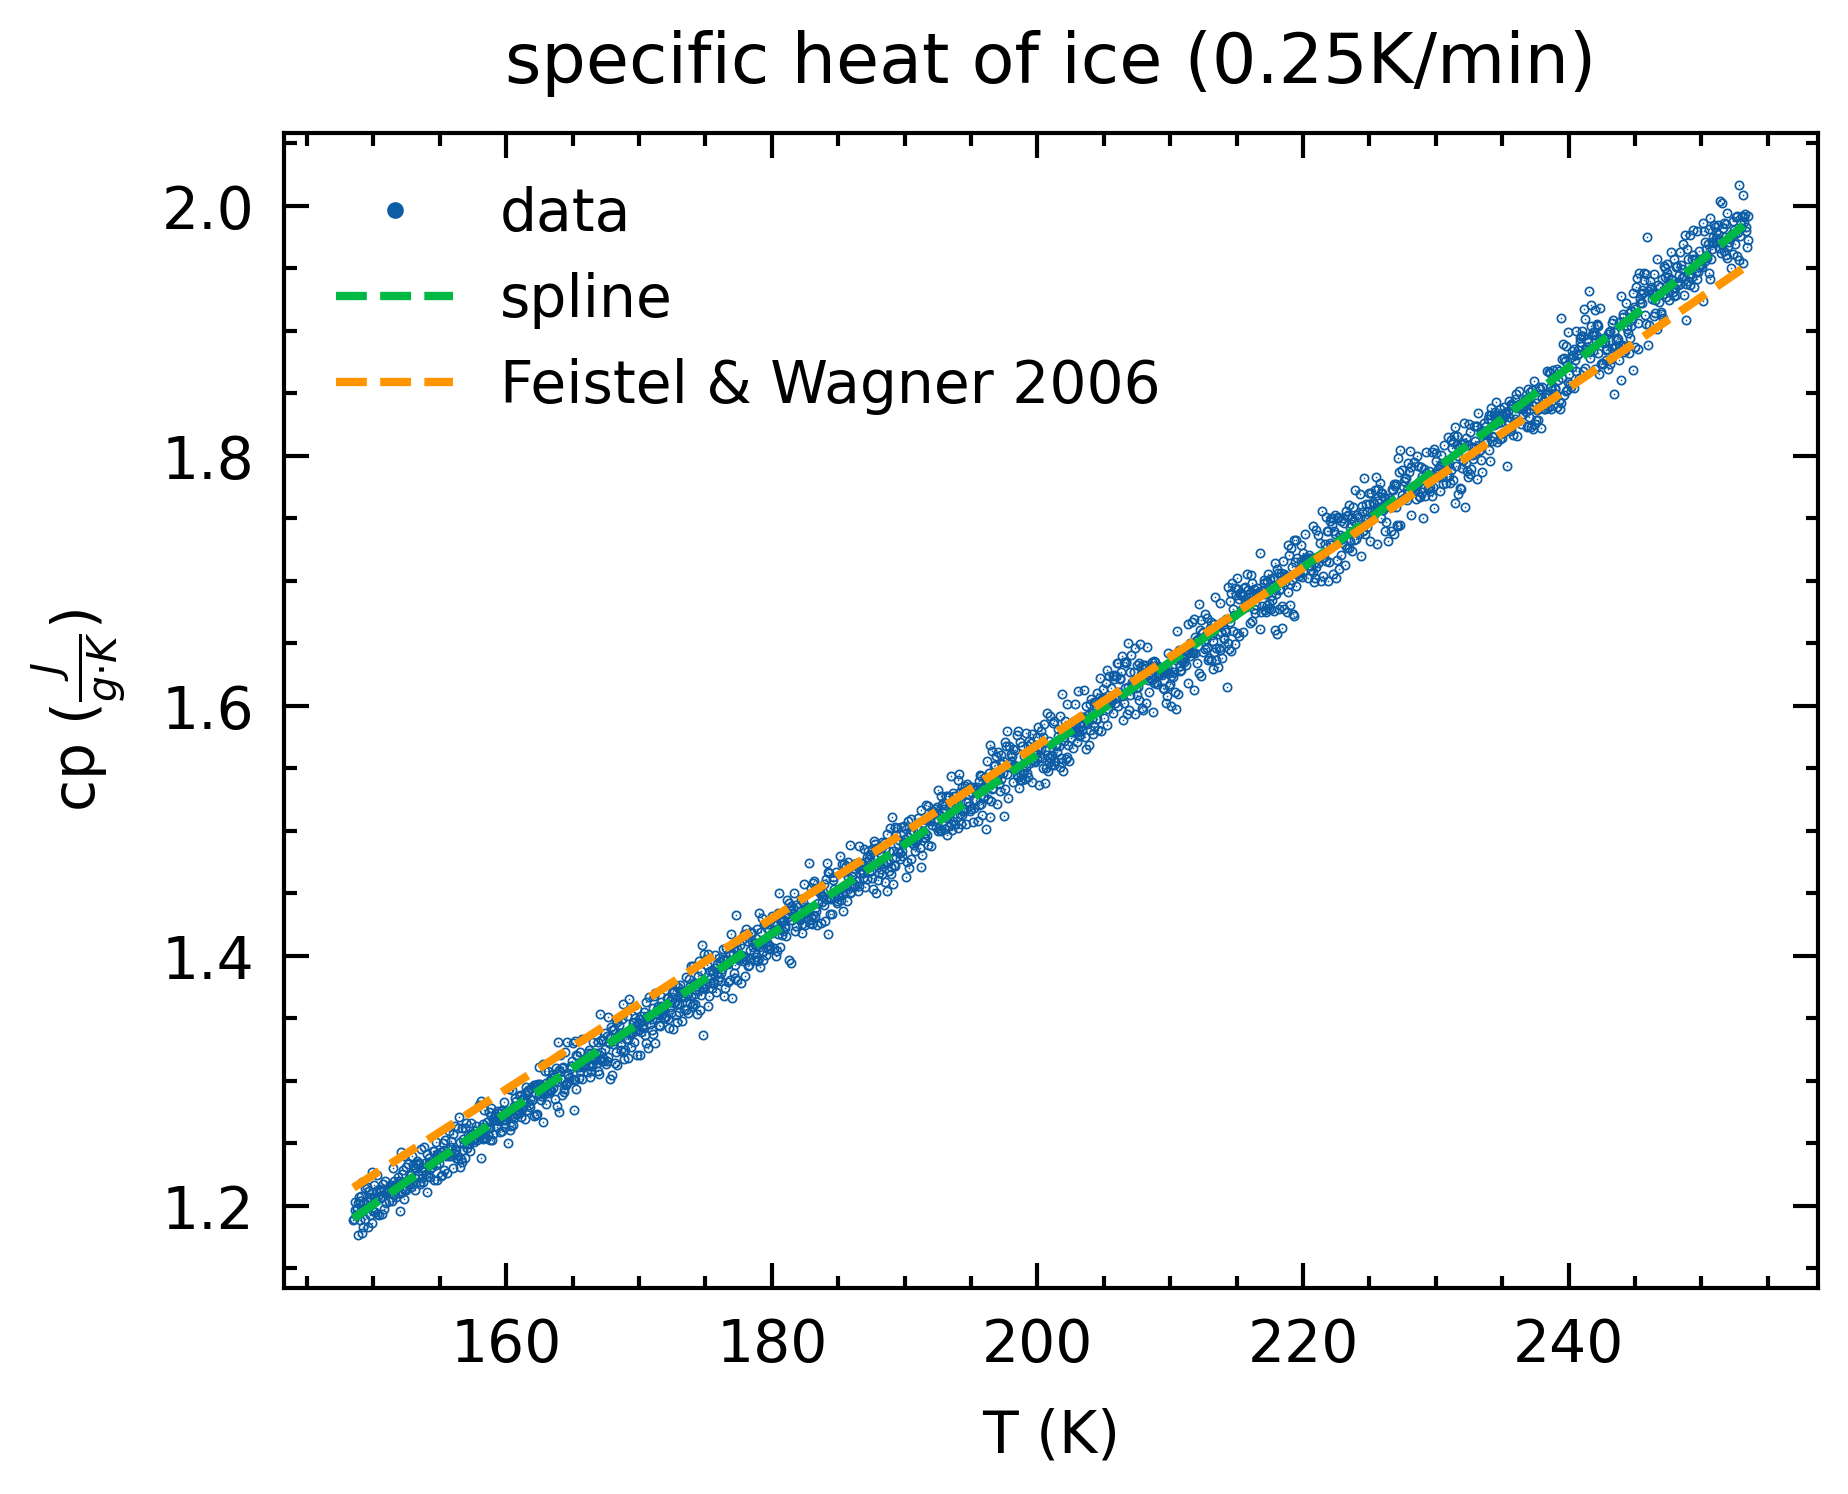 specific heat of ice (0.25K/min)
data
spline
Feistel & Wagner 2006
2.0
1.8
1.6
1.4
1.2
cp (J/g·K)
160 180 200 220 240
T (K)